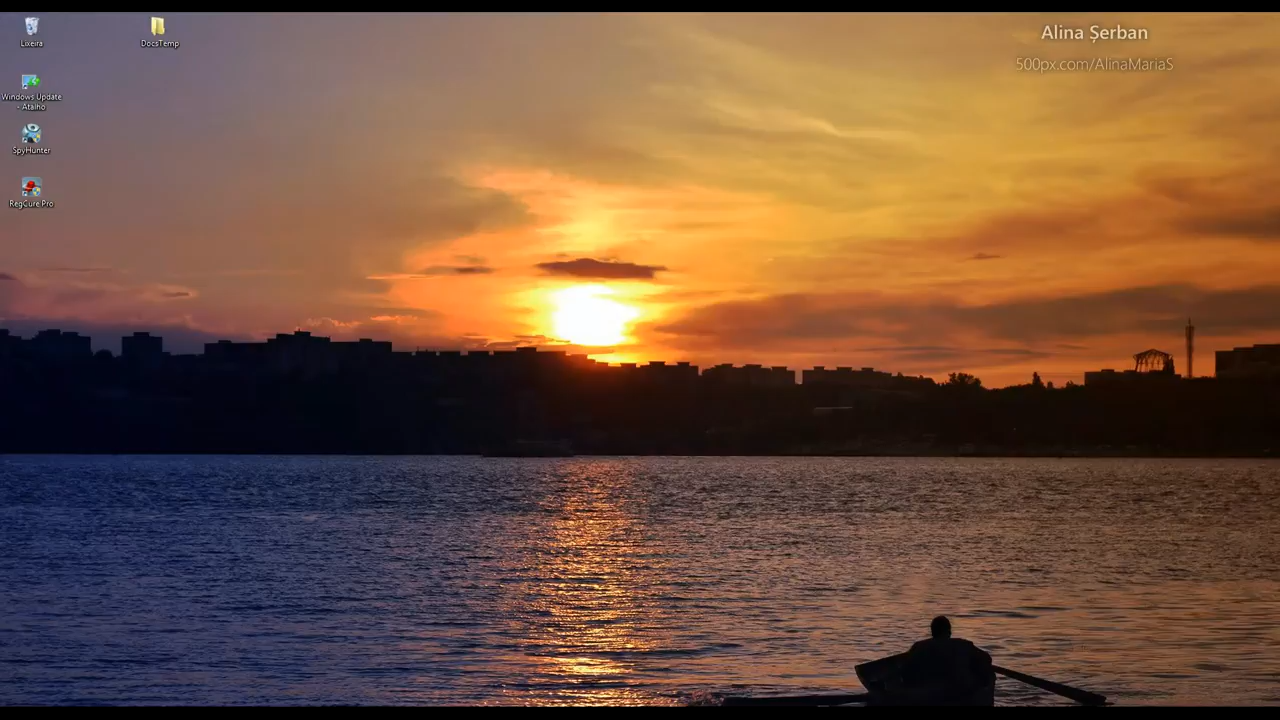 Lixeira
DocsTemp
Windows Update
- Atalho
SpyHunter
RegCure Pro
Alina Șerban
500px.com/AlinaMariaS